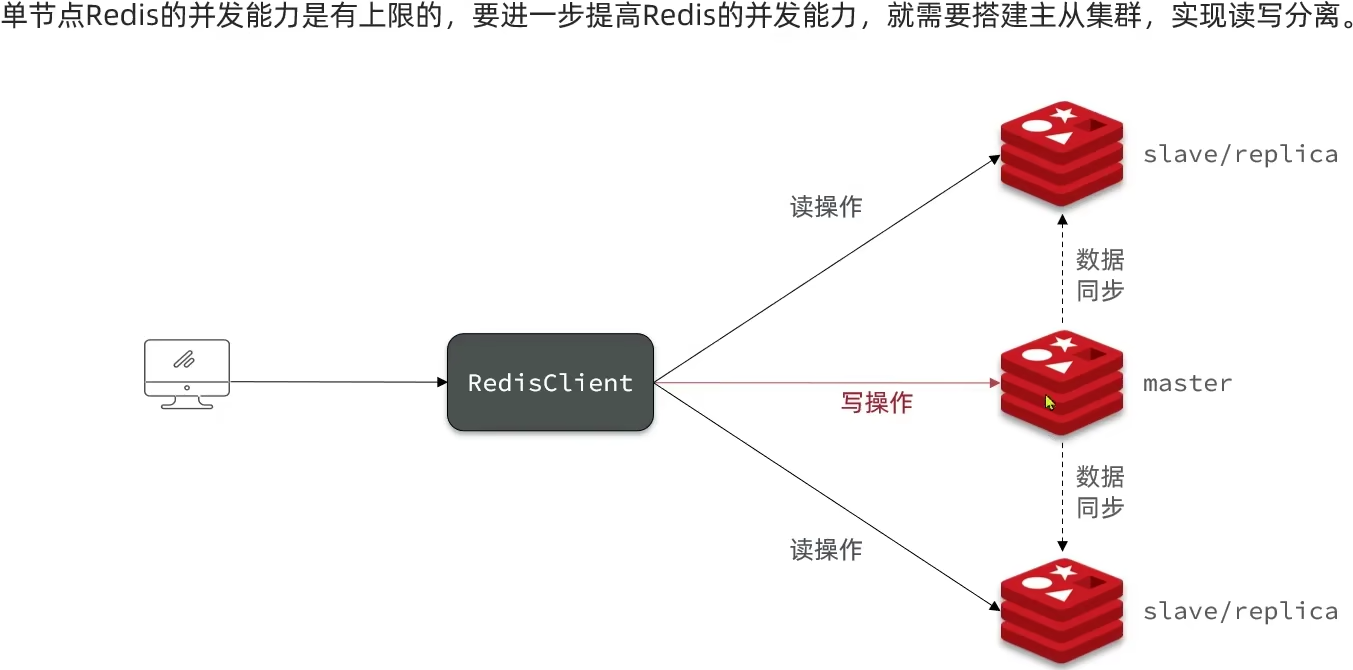 单节点Redis的并发能力是有上限的，要进一步提高Redis的并发能力，就需要搭建主从集群，实现读写分离。
slave/replica
读操作
数据
同步
RedisClient
写操作
master
数据
同步
读操作
slave/replica